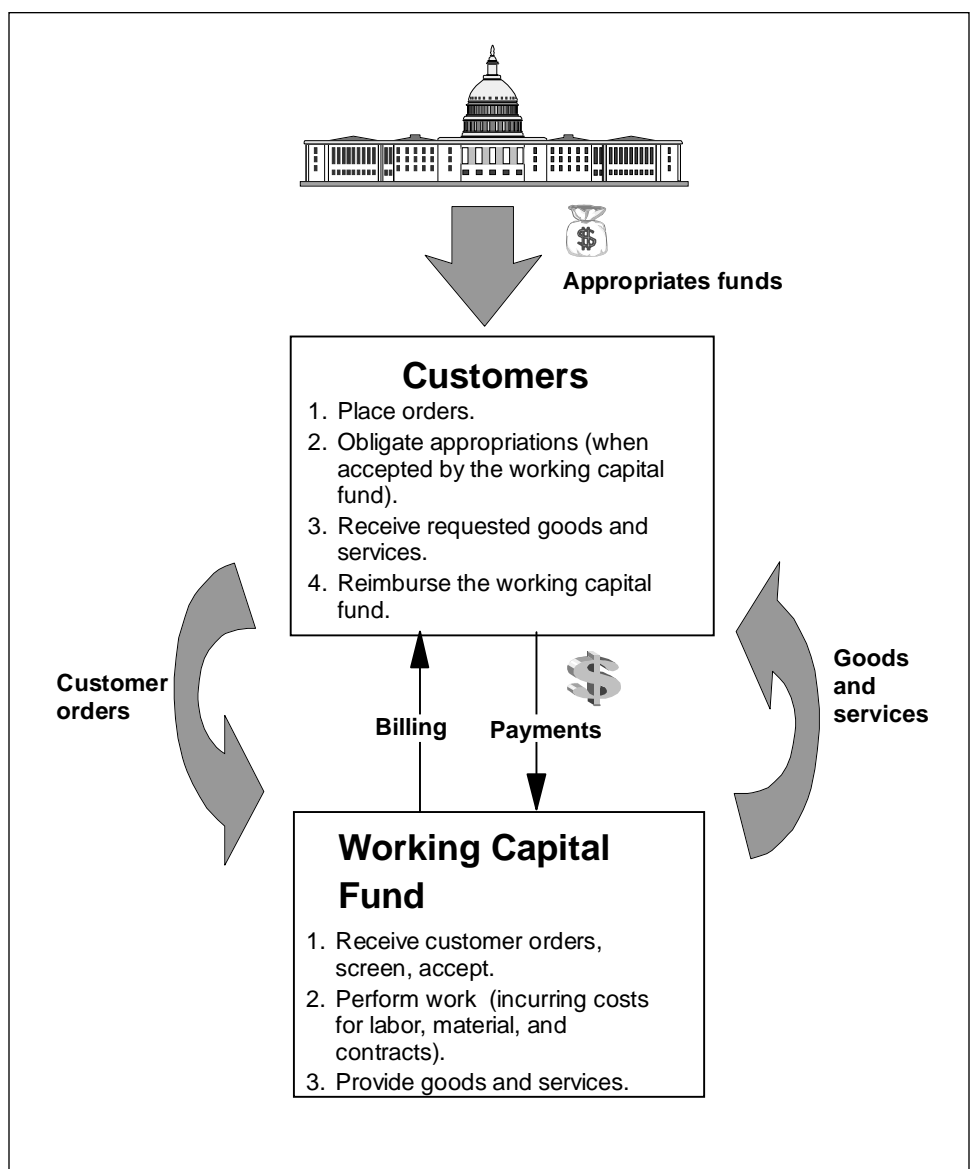 $
Appropriates funds
Customers
1. Place orders.
2. Obligate appropriations (when
accepted by the working capital
fund).
3. Receive requested goods and
services.
4. Reimburse the working capital
fund.
Customer
orders
Billing
$
Payments
Goods
and
services
Working Capital
Fund
1. Receive customer orders,
screen, accept.
2. Perform work (incurring costs
for labor, material, and
contracts).
3. Provide goods and services.